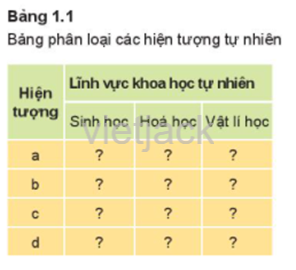 Bảng 1.1
Bảng phân loại các hiện tượng tự nhiên
Hiện tượng Lĩnh vực khoa học tự nhiên
Sinh học Hoá học Vật lí học
a ? ? ?
b ? ? ?
c ? ? ?
d ? ? ?
vietjack